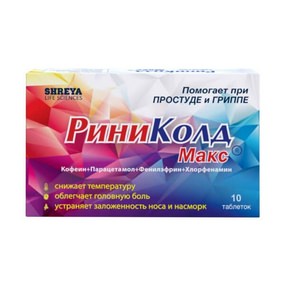 SHREYA
LIFE SCIENCES
Помогает при
ПРОСТУДЕ и ГРИППЕ
РиниКолд
Макс®
Кофеин+Парацетамол+Фенилэфрин+Хлорфенамин
снижает температуру
облегчает головную боль
устраняет заложенность носа и насморк
10
таблеток